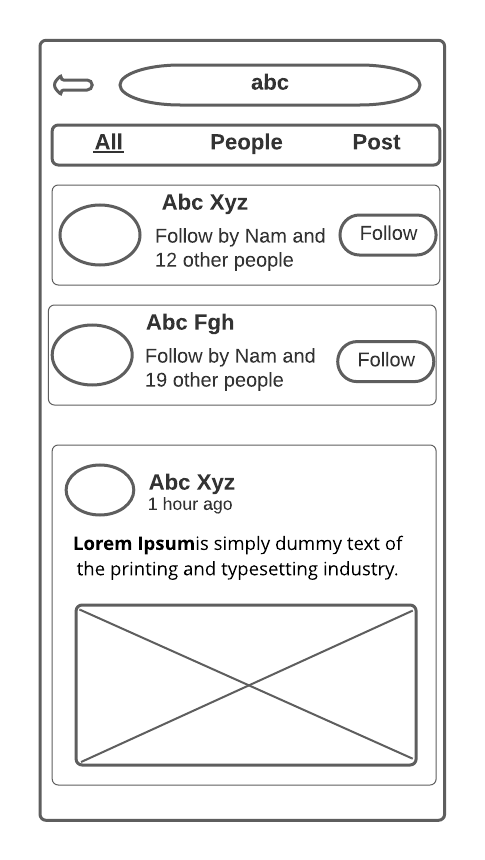 abc
All People Post
Abc Xyz
Follow by Nam and
12 other people
Follow
Abc Fgh
Follow by Nam and
19 other people
Follow
Abc Xyz
1 hour ago
Lorem Ipsumis simply dummy text of
the printing and typesetting industry.